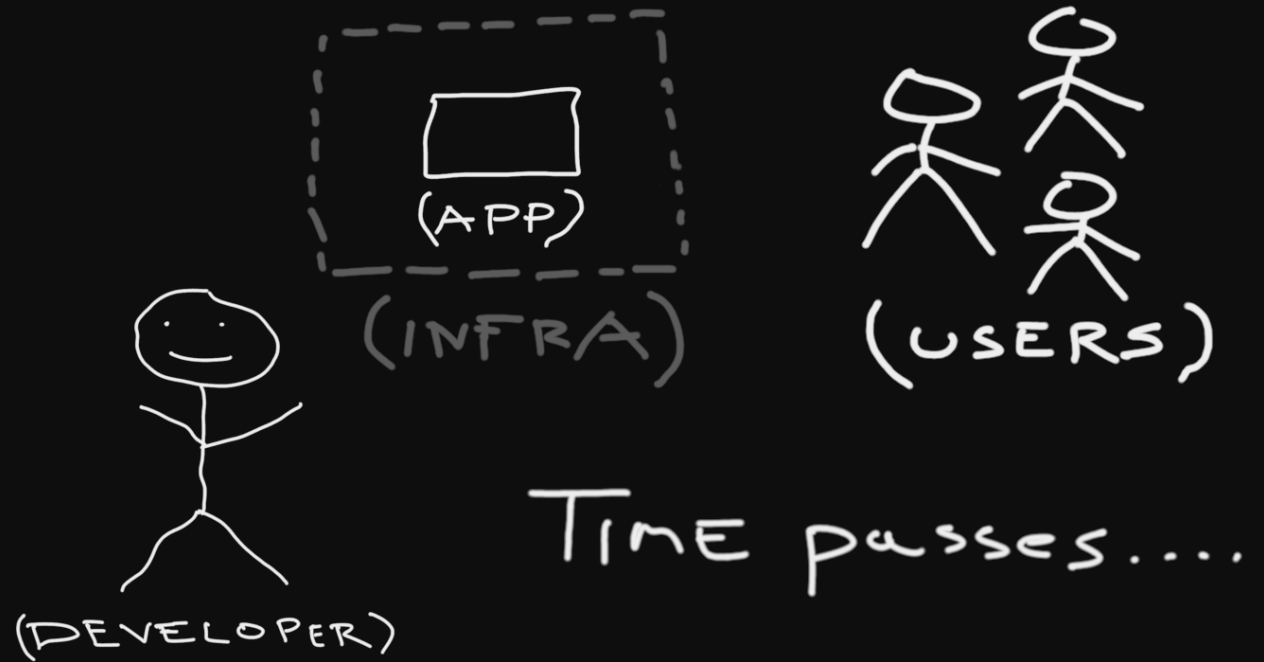 (APP)
(INFRA)
(USERS)
TIME passes.....
(DEVELOPER)